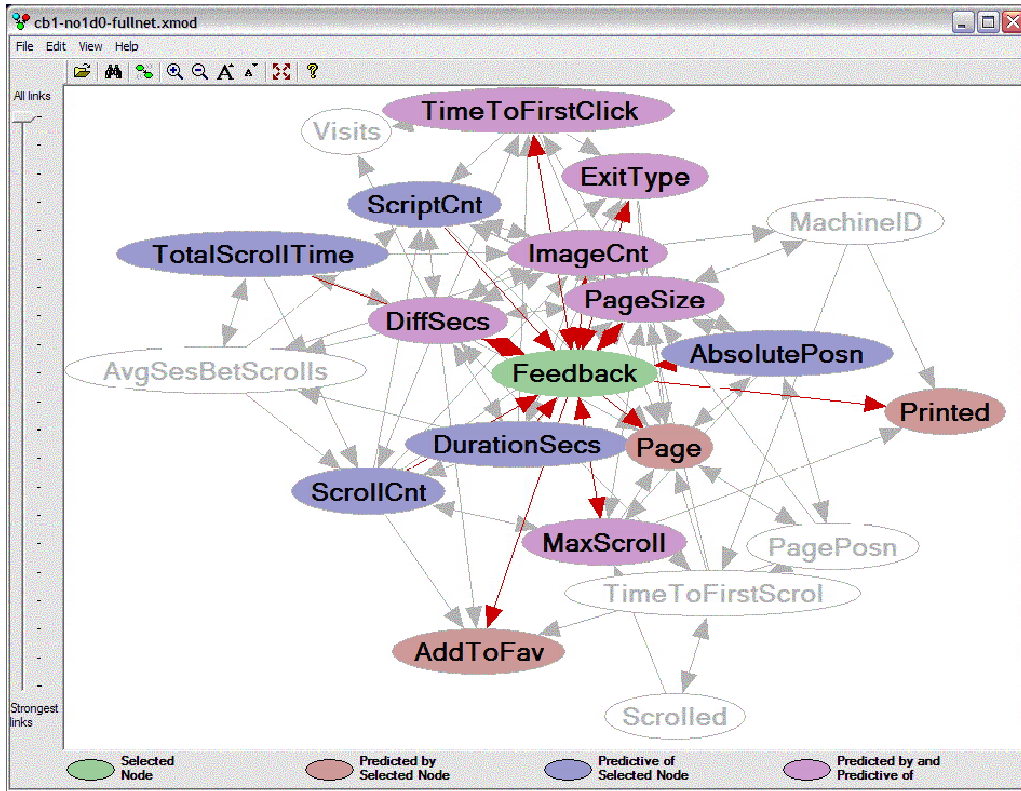 cb1-no1d0-fullnet.xmod
File Edit View Help
All links
TimeToFirstClick
Visits
ExitType
ScriptCnt
MachineID
TotalScrollTime
ImageCnt
PageSize
DiffSecs
AbsolutePosn
AvgSesBetScrolls
Feedback
Printed
DurationSecs
Page
ScrollCnt
MaxScroll
PagePosn
TimeToFirstScrol
AddToFav
Strongest
links
Scrolled
Selected
Node
Predicted by
Selected Node
Predictive of
Selected Node
Predicted by and
Predictive of